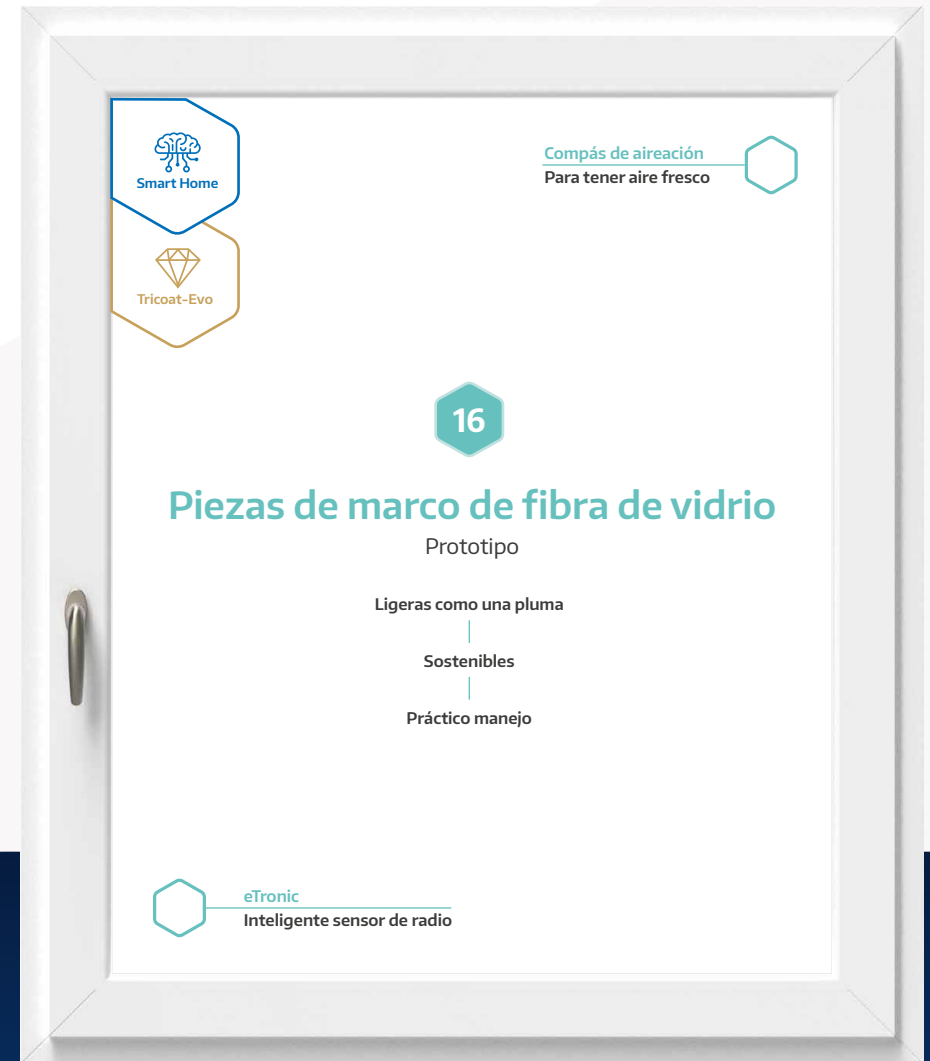 Smart Home
Tricoat-Evo
Compás de aireación
Para tener aire fresco
16
Piezas de marco de fibra de vidrio
Prototipo
Ligeras como una pluma
Sostenibles
Práctico manejo
eTronic
Inteligente sensor de radio